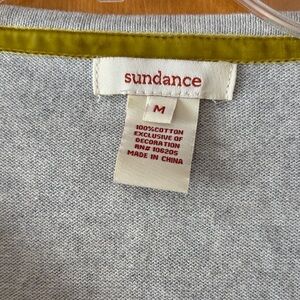 sundance
M
100%COTTON
EXCLUSIVE OF
DECORATION
RN# 106205
MADE IN CHINA